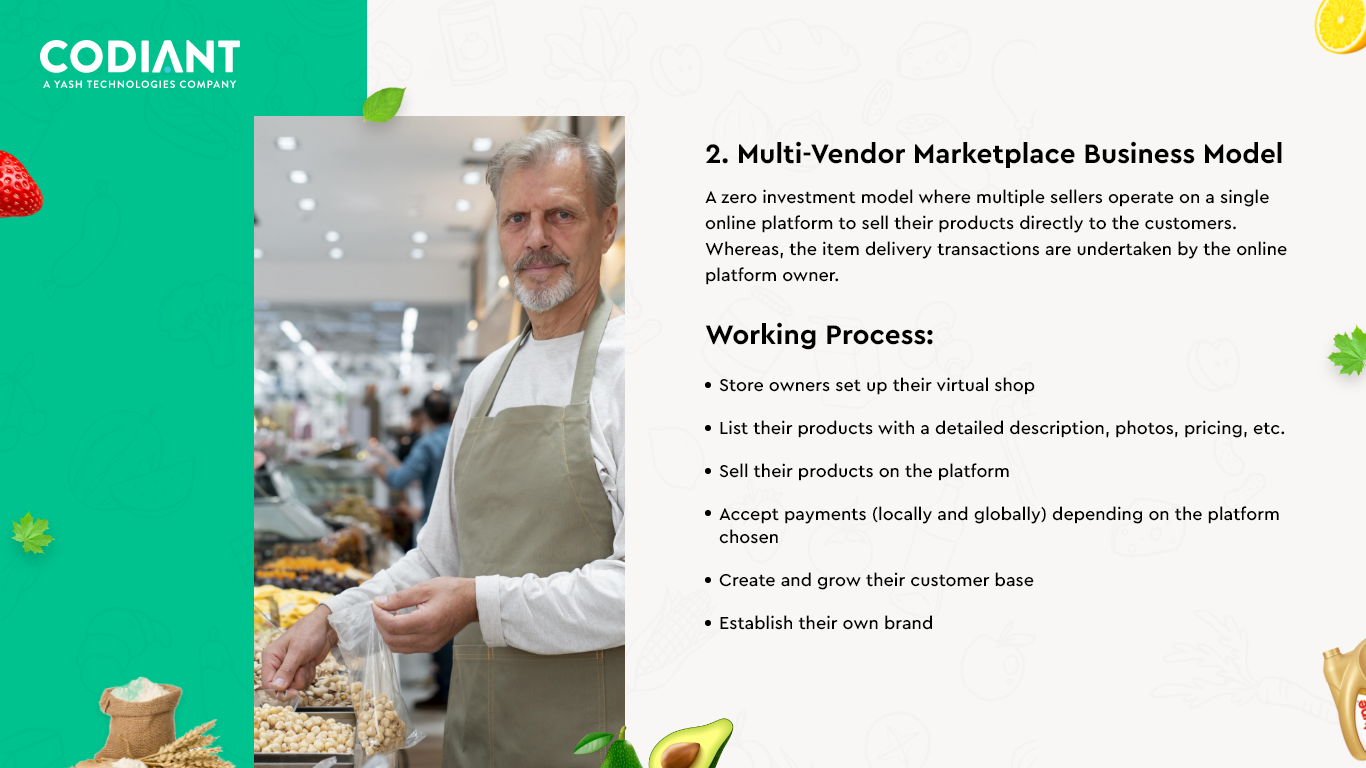 CODIANT
A YASH TECHNOLOGIES COMPANY
2. Multi-Vendor Marketplace Business Model
A zero investment model where multiple sellers operate on a single
online platform to sell their products directly to the customers.
Whereas, the item delivery transactions are undertaken by the online
platform owner.
Working Process:
• Store owners set up their virtual shop
• List their products with a detailed description, photos, pricing, etc.
• Sell their products on the platform
• Accept payments (locally and globally) depending on the platform
chosen
• Create and grow their customer base
• Establish their own brand